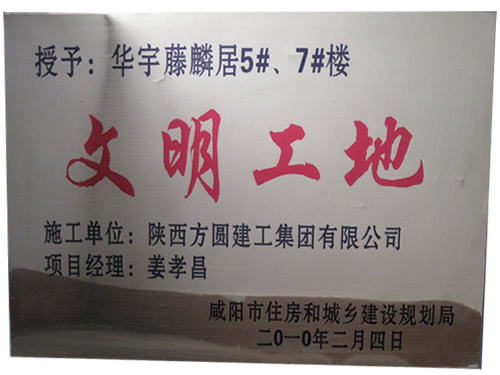 授予：华宇藤麟居5#、7#楼
文明工地
施工单位：陕西方圆建工集团有限公司
项目经理：姜孝昌
咸阳市住房和城乡建设规划局
二0一0年二月四日